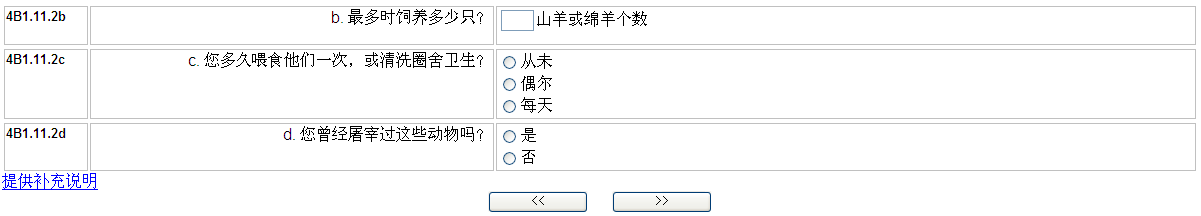 4B1.11.2b b. 最多时饲养多少只? 山羊或绵羊个数
4B1.11.2c c. 您多久喂食他们一次，或清洗圈舍卫生? 从未
偶尔
每天
4B1.11.2d d. 您曾经屠宰过这些动物吗? 是
否
提供补充说明
<< >>